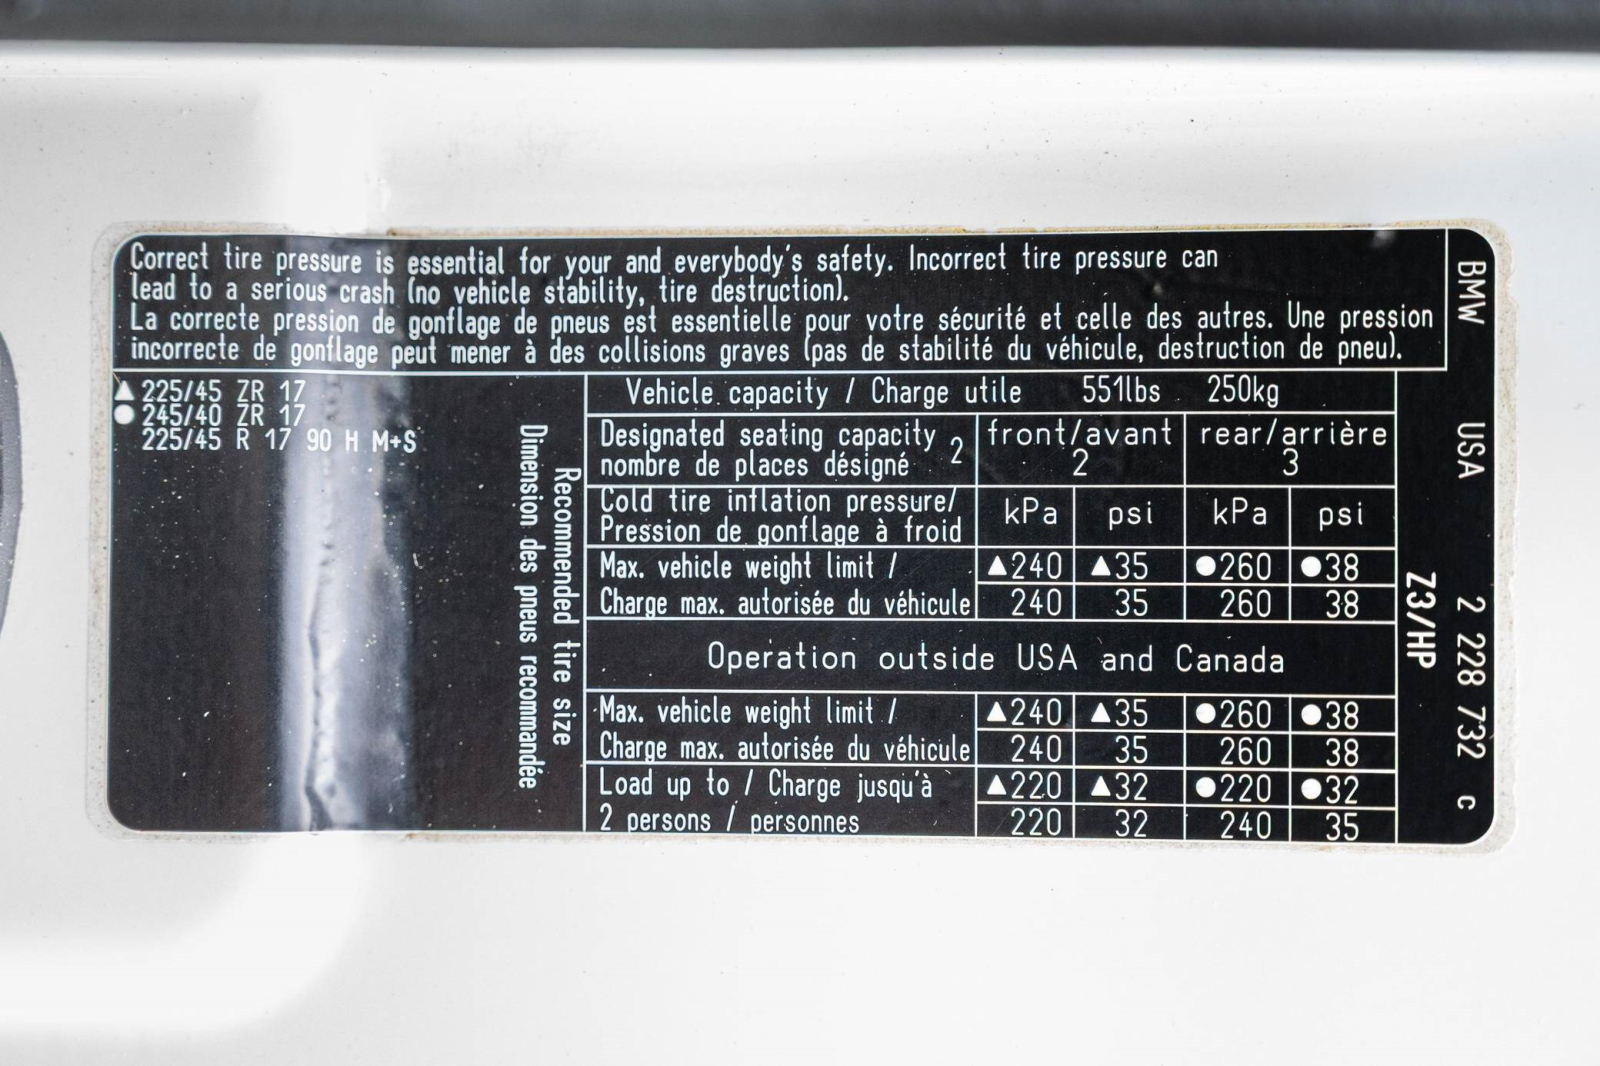 Correct tire pressure is essential for your and everybody's safety. Incorrect tire pressure can
lead to a serious crash (no vehicle stability, tire destruction).
La correcte pression de gonflage de pneus est essentielle pour votre sécurité et celle des autres. Une pression
incorrecte de gonflage peut mener à des collisions graves (pas de stabilité du véhicule, destruction de pneu).
▲ 225/45 ZR 17
● 245/40 ZR 17
225/45 R 17 90 H M+S
Recommended tire size
Dimension des pneus recommandée
Vehicle capacity / Charge utile 551lbs 250kg
Designated seating capacity 2 front/avant rear/arrière
nombre de places désigné 2 3
Cold tire inflation pressure/ kPa psi kPa psi
Pression de gonflage à froid
Max. vehicle weight limit / ▲240 ▲35 ●260 ●38
Charge max. autorisée du véhicule 240 35 260 38
Operation outside USA and Canada
Max. vehicle weight limit / ▲240 ▲35 ●260 ●38
Charge max. autorisée du véhicule 240 35 260 38
Load up to / Charge jusqu'à ▲220 ▲32 ●220 ●32
2 persons / personnes 220 32 240 35
Z3/HP
BMW USA 2 228 732 c